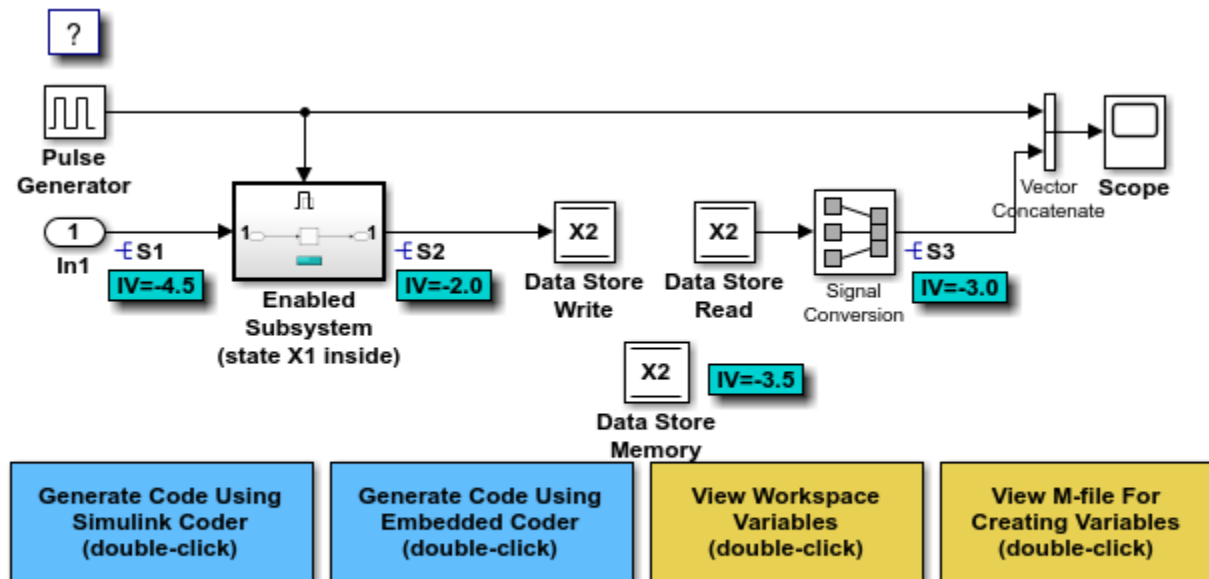 ?
Pulse
Generator
1
In1
S1
IV=-4.5
1
1
Enabled
Subsystem
(state X1 inside)
S2
IV=-2.0
X2
Data Store
Write
X2
Data Store
Read
Signal
Conversion
S3
IV=-3.0
Vector
Concatenate
Scope
X2
Data Store
Memory
IV=-3.5
Generate Code Using
Simulink Coder
(double-click)
Generate Code Using
Embedded Coder
(double-click)
View Workspace
Variables
(double-click)
View M-file For
Creating Variables
(double-click)